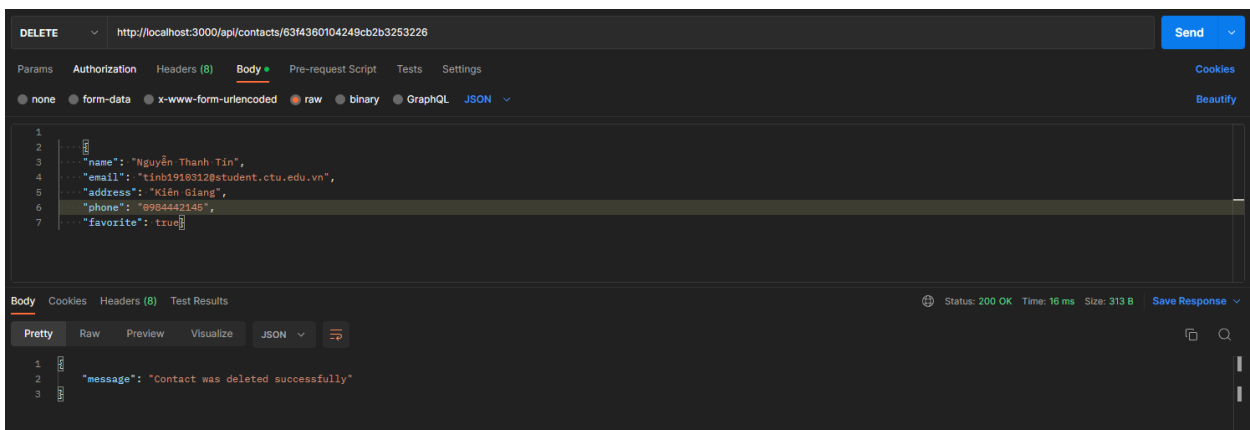 DELETE http://localhost:3000/api/contacts/63f4360104249cb2b3253226 Send
Params Authorization Headers (8) Body Pre-request Script Tests Settings Cookies
none form-data x-www-form-urlencoded raw binary GraphQL JSON Beautify
1
2 {
3 "name": "Nguyễn Thanh Tín",
4 "email": "tinb1910312@student.ctu.edu.vn",
5 "address": "Kiên Giang",
6 "phone": "0984442145",
7 "favorite": true}
Body Cookies Headers (8) Test Results Status: 200 OK Time: 16 ms Size: 313 B Save Response
Pretty Raw Preview Visualize JSON
1 {
2 "message": "Contact was deleted successfully"
3 }